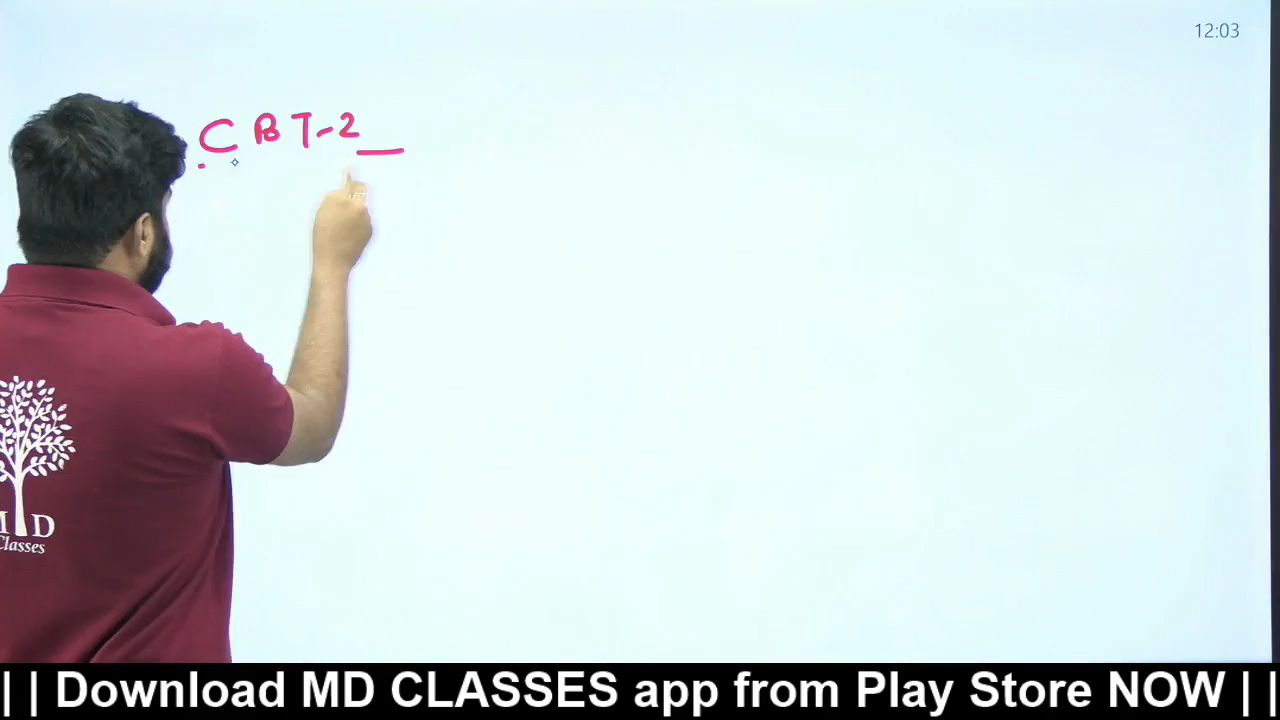 12:03
CBT-2
MD
Classes
| | Download MD CLASSES app from Play Store NOW | |